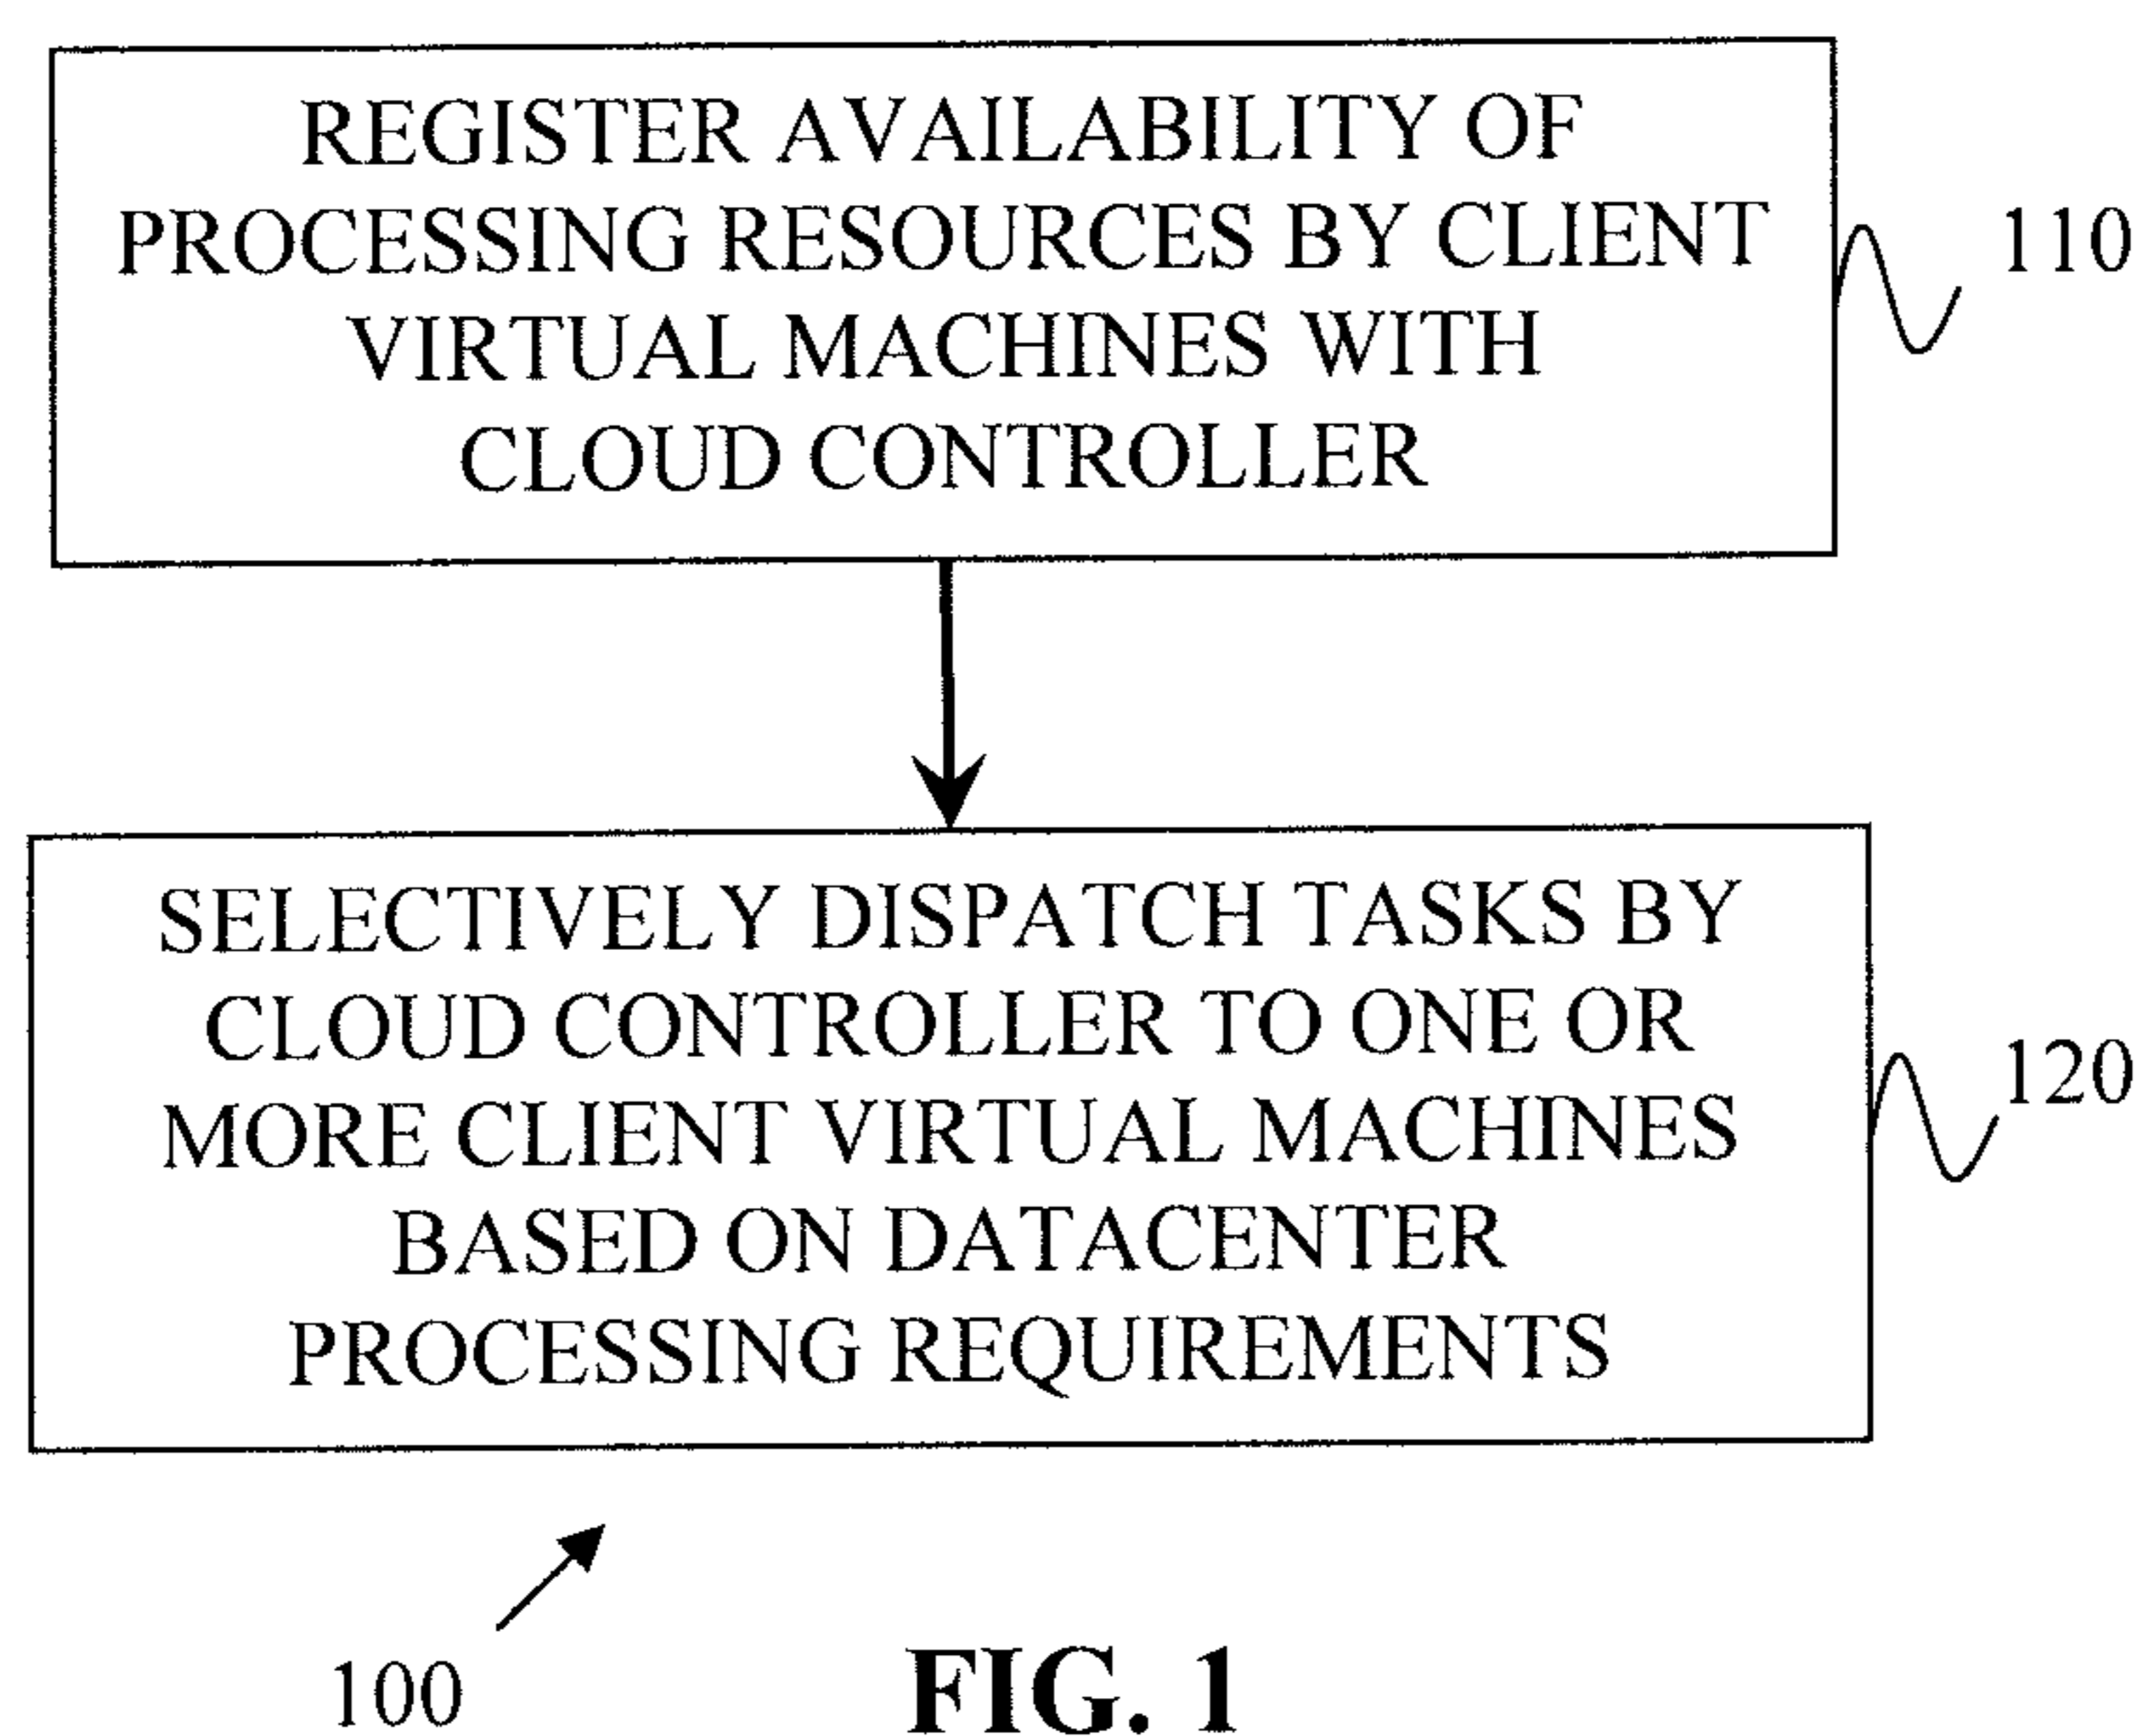 REGISTER AVAILABILITY OF
PROCESSING RESOURCES BY CLIENT
VIRTUAL MACHINES WITH
CLOUD CONTROLLER
110
SELECTIVELY DISPATCH TASKS BY
CLOUD CONTROLLER TO ONE OR
MORE CLIENT VIRTUAL MACHINES
BASED ON DATACENTER
PROCESSING REQUIREMENTS
120
100
FIG. 1